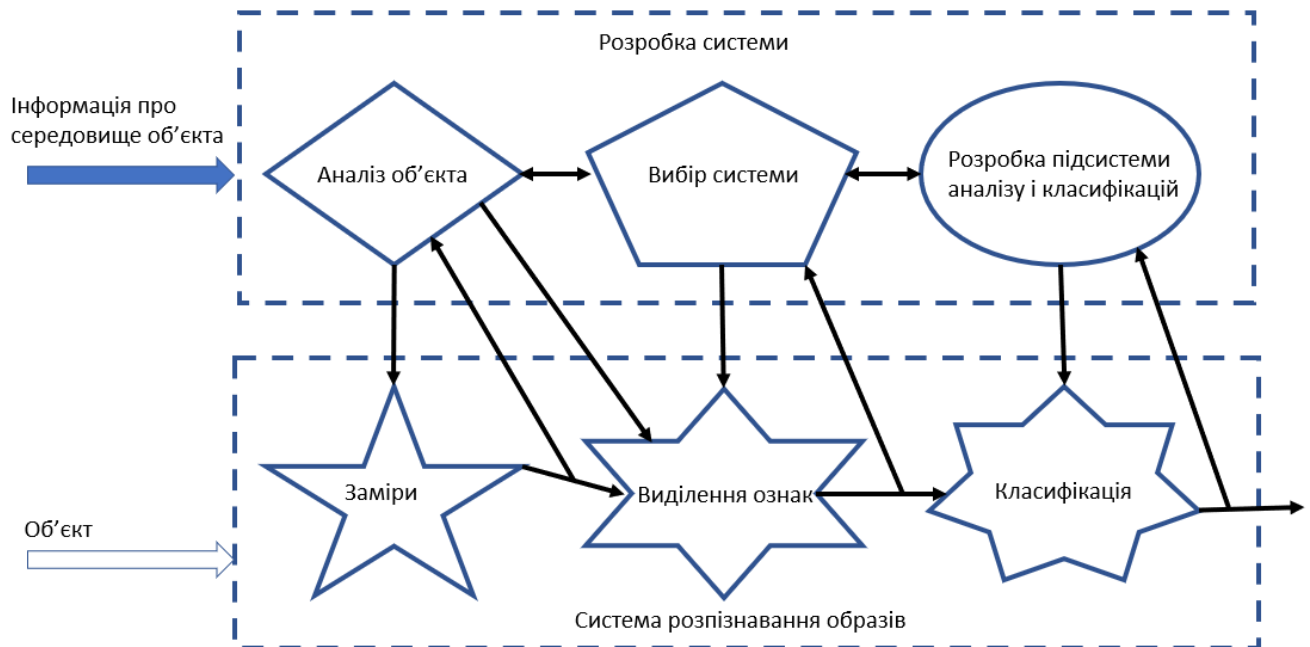 Розробка системи
Інформація про
середовище об’єкта
Аналіз об’єкта
Вибір системи
Розробка підсистеми
аналізу і класифікацій
Заміри
Виділення ознак
Класифікація
Об’єкт
Система розпізнавання образів